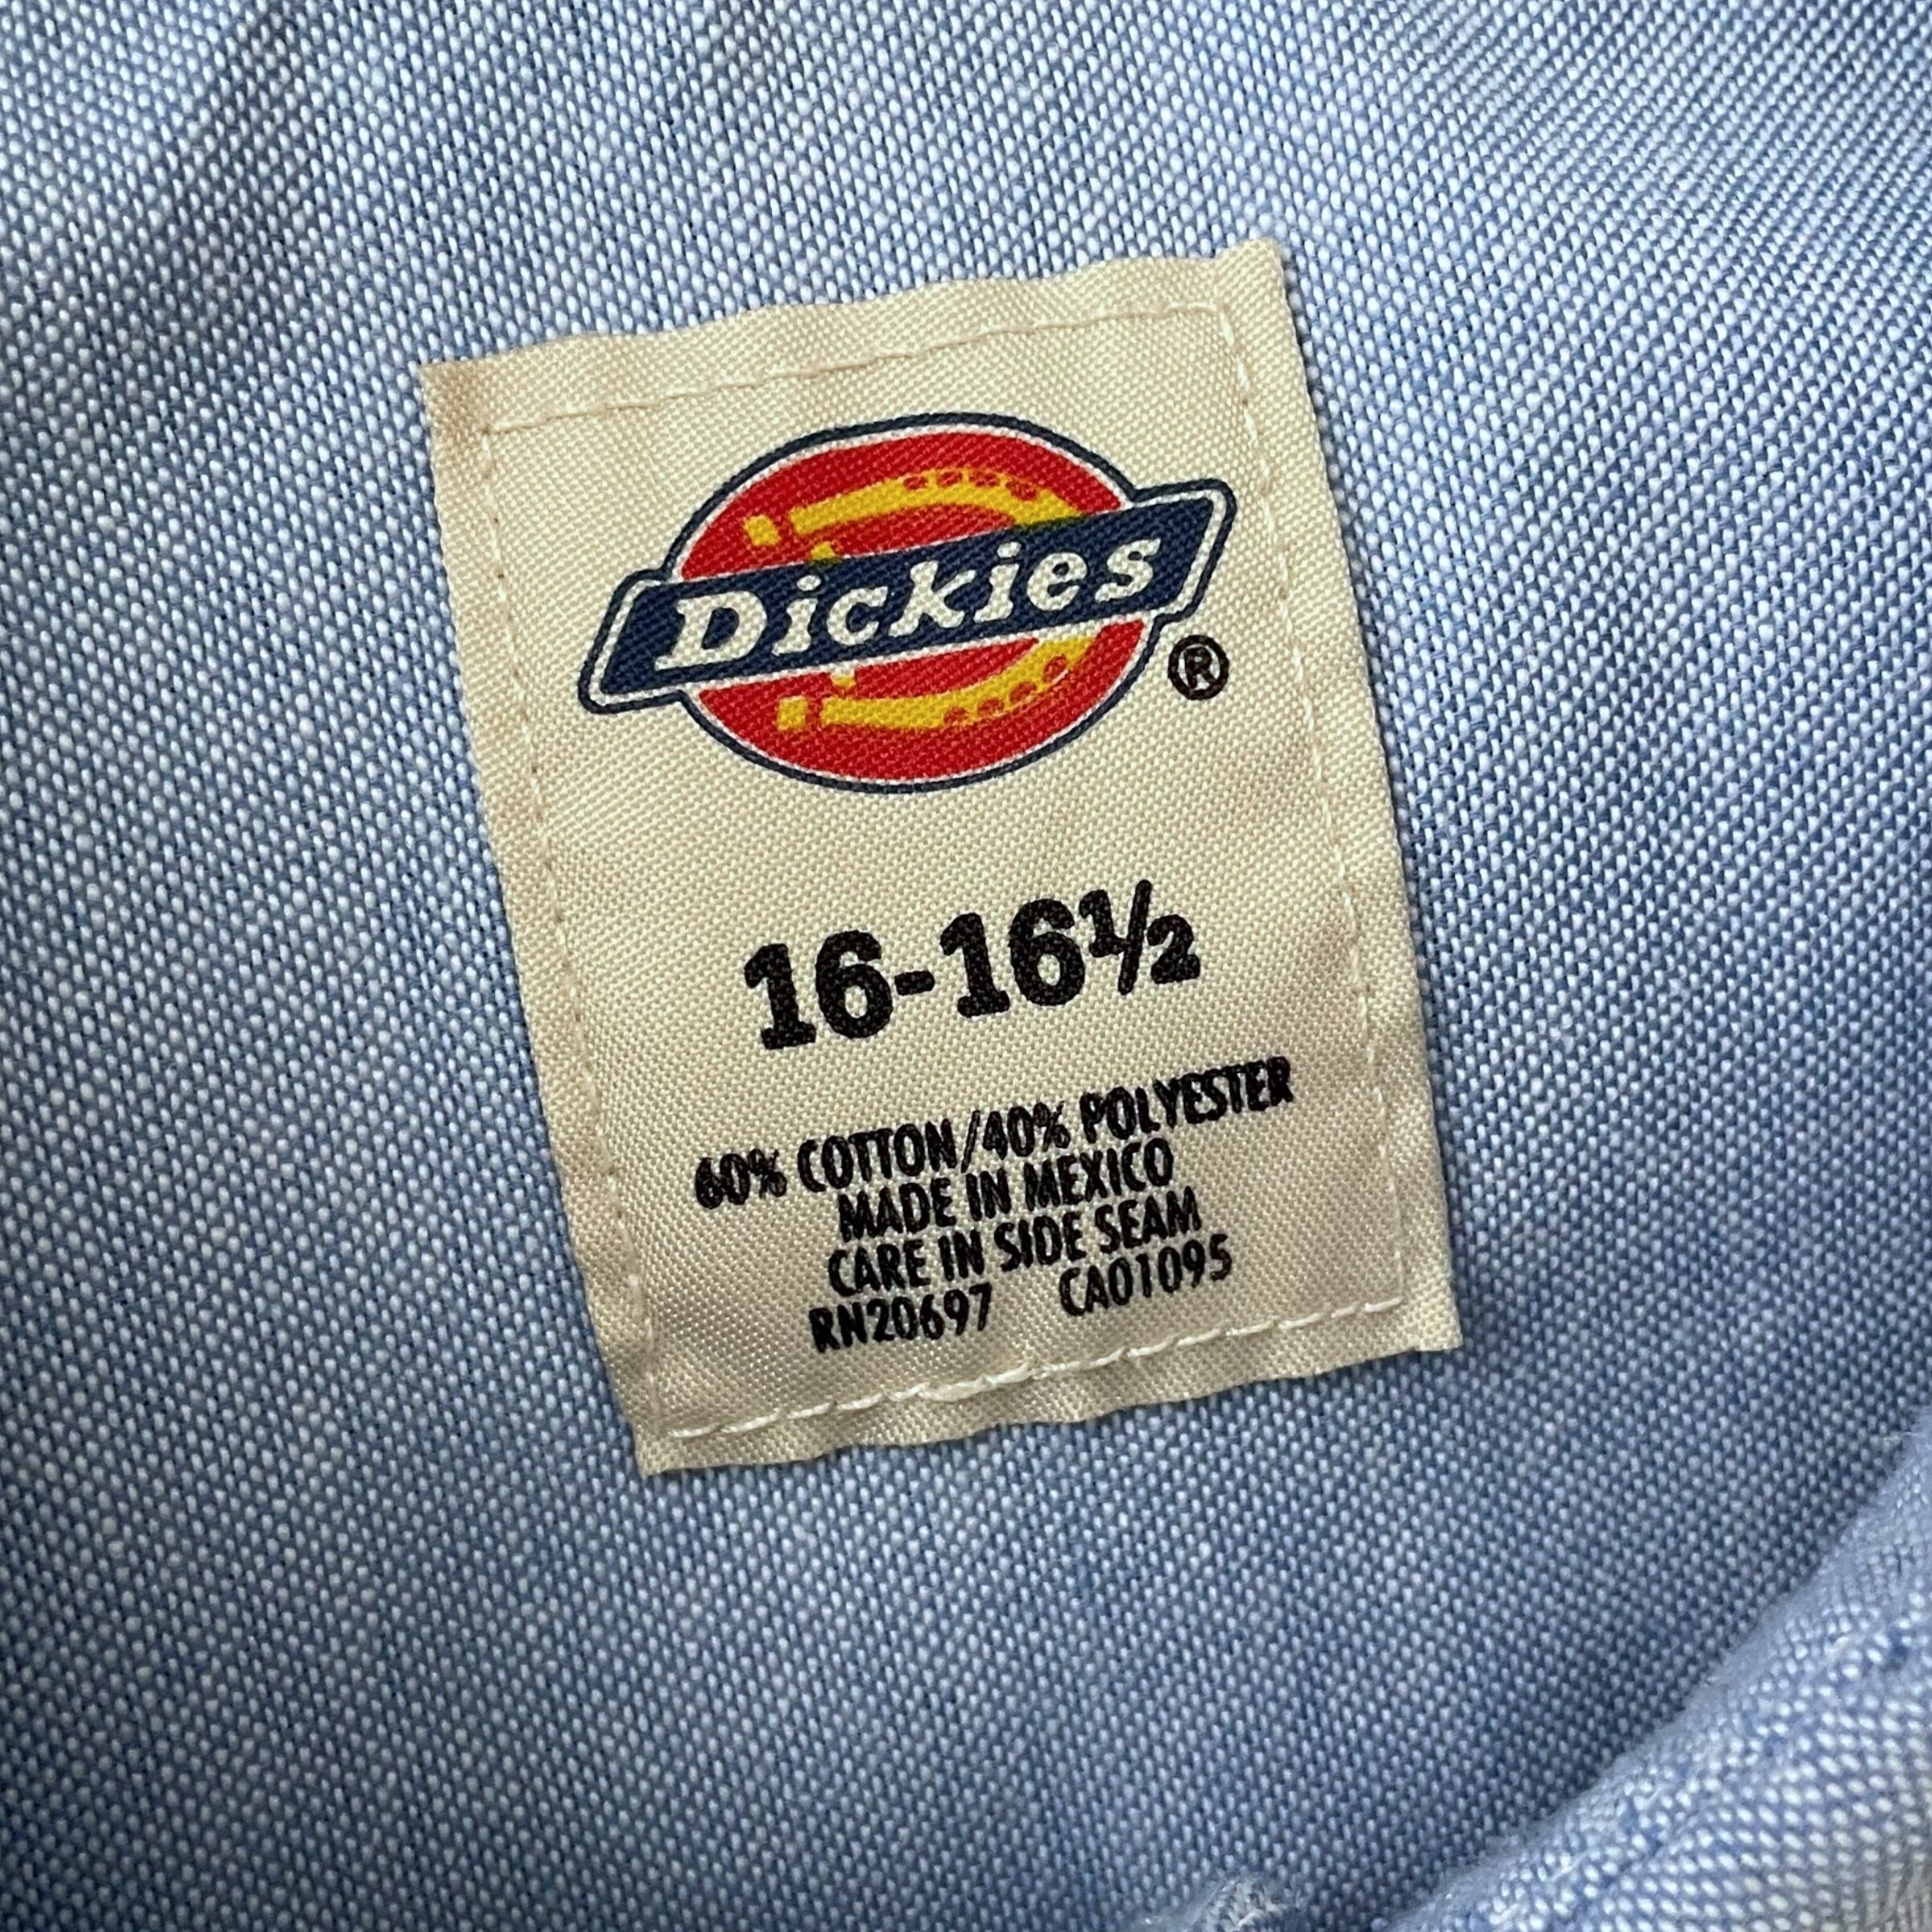 Dickies
®
16-16½
60% COTTON/40% POLYESTER
MADE IN MEXICO
CARE IN SIDE SEAM
RN20697 CA01095